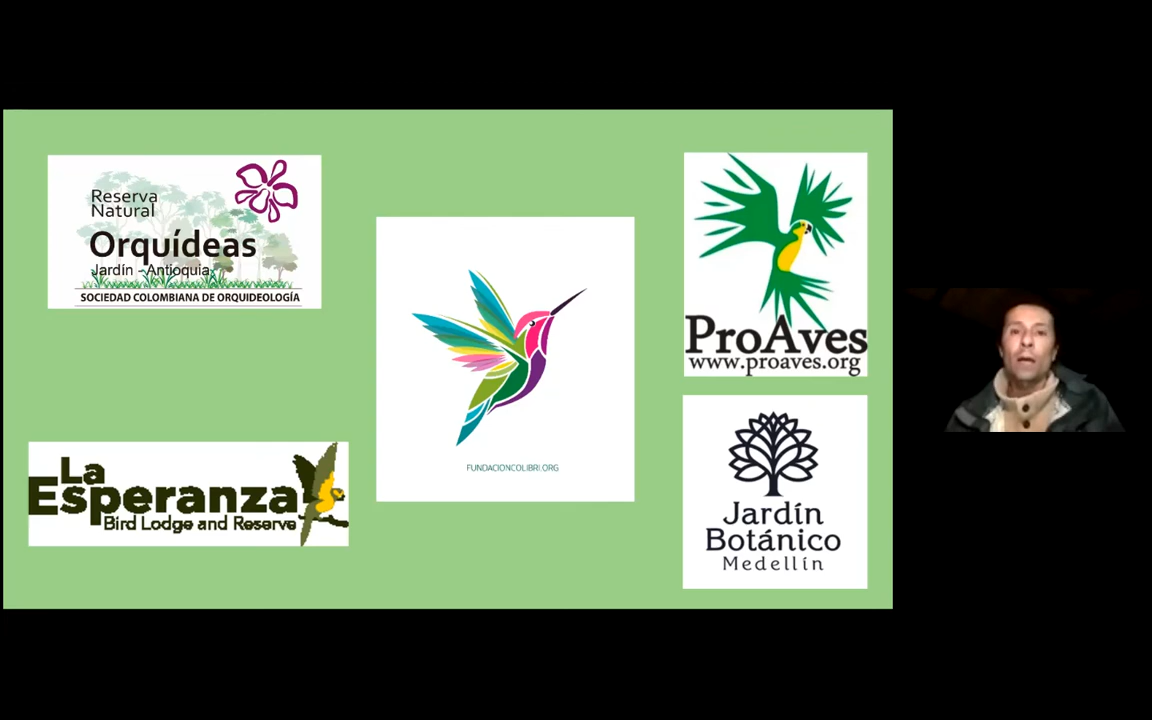 Reserva
Natural
Orquídeas
Jardín - Antioquia
SOCIEDAD COLOMBIANA DE ORQUIDEOLOGÍA
La
Esperanza
Bird Lodge and Reserve
FUNDACIONCOLIBRI.ORG
ProAves
www.proaves.org
Jardín
Botánico
Medellín